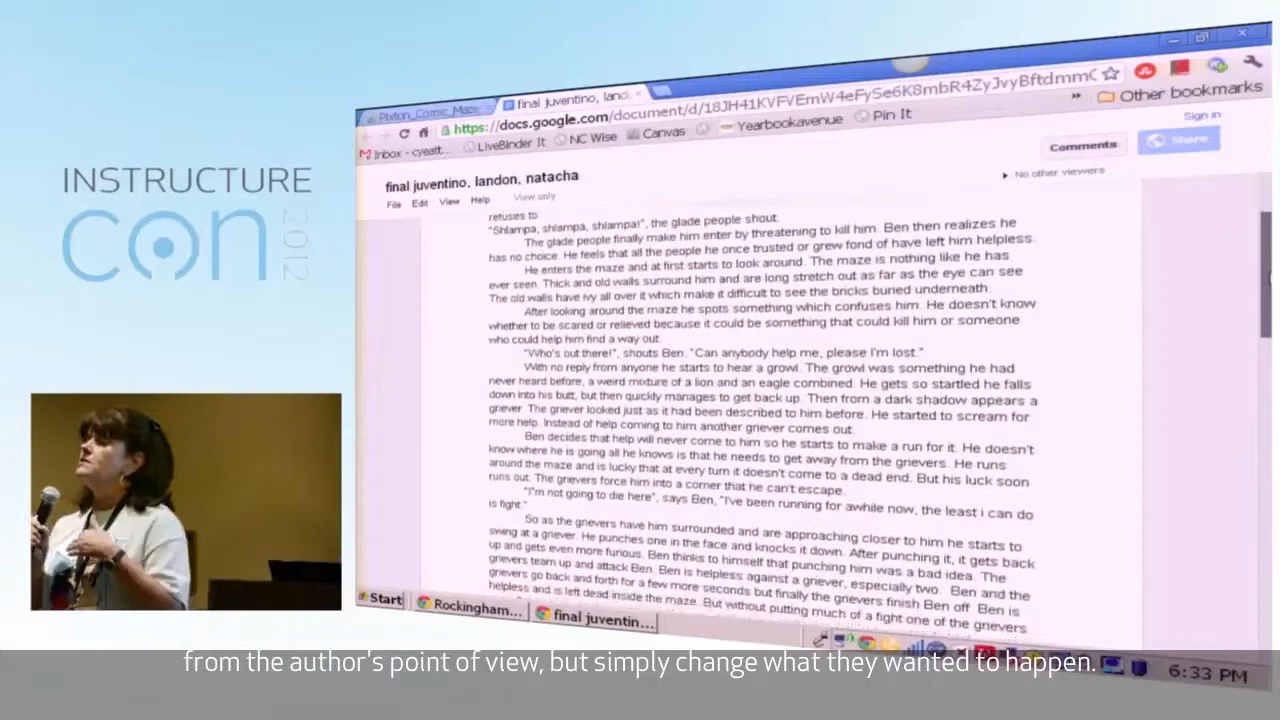 INSTRUCTURE
con 2012
Pixton_Comic_Maze
final juventino, land
https://docs.google.com/document/d/18JH41KVFVEmW4eFySe6K8mbR4ZyJvyBftdmmC
Other bookmarks
Inbox - cyeatt...
LiveBinder It
NC Wise
Canvas
Yearbookavenue
Pin It
Sign in
final juventino, landon, natacha
Comments
Share
File Edit View Help
View only
No other viewers
refuses to.
"Shlampa, shlampa, shlampa!", the glade people shout.
The glade people finally make him enter by threatening to kill him. Ben then realizes he
has no choice. He feels that all the people he once trusted or grew fond of have left him helpless.
He enters the maze and at first starts to look around. The maze is nothing like he has
ever seen. Thick and old walls surround him and are long stretch out as far as the eye can see
The old walls have ivy all over it which make it difficult to see the bricks buried underneath.
After looking around the maze he spots something which confuses him. He doesn't know
whether to be scared or relieved because it could be something that could kill him or someone
who could help him find a way out.
"Who's out there!", shouts Ben. "Can anybody help me, please I'm lost."
With no reply from anyone he starts to hear a growl. The growl was something he had
never heard before, a weird mixture of a lion and an eagle combined. He gets so startled he falls
down into his butt, but then quickly manages to get back up. Then from a dark shadow appears a
griever. The griever looked just as it had been described to him before. He started to scream for
more help. Instead of help coming to him another griever comes out.
Ben decides that help will never come to him so he starts to make a run for it. He doesn't
know where he is going all he knows is that he needs to get away from the grievers. He runs
around the maze and is lucky that at every turn it doesn't come to a dead end. But his luck soon
runs out. The grievers force him into a corner that he can't escape.
"I'm not going to die here", says Ben, "I've been running for awhile now, the least i can do
is fight."
So as the grievers have him surrounded and are approaching closer to him he starts to
swing at a griever. He punches one in the face and knocks it down. After punching it, it gets back
up and gets even more furious. Ben thinks to himself that punching him was a bad idea. The
grievers team up and attack Ben. Ben is helpless against a griever, especially two. Ben and the
grievers go back and forth for a few more seconds but finally the grievers finish Ben off Ben is
helpless and is left dead inside the maze. But without putting much of a fight one of the grievers
Start
Rockingham...
final juventin...
6:33 PM
from the author's point of view, but simply change what they wanted to happen.